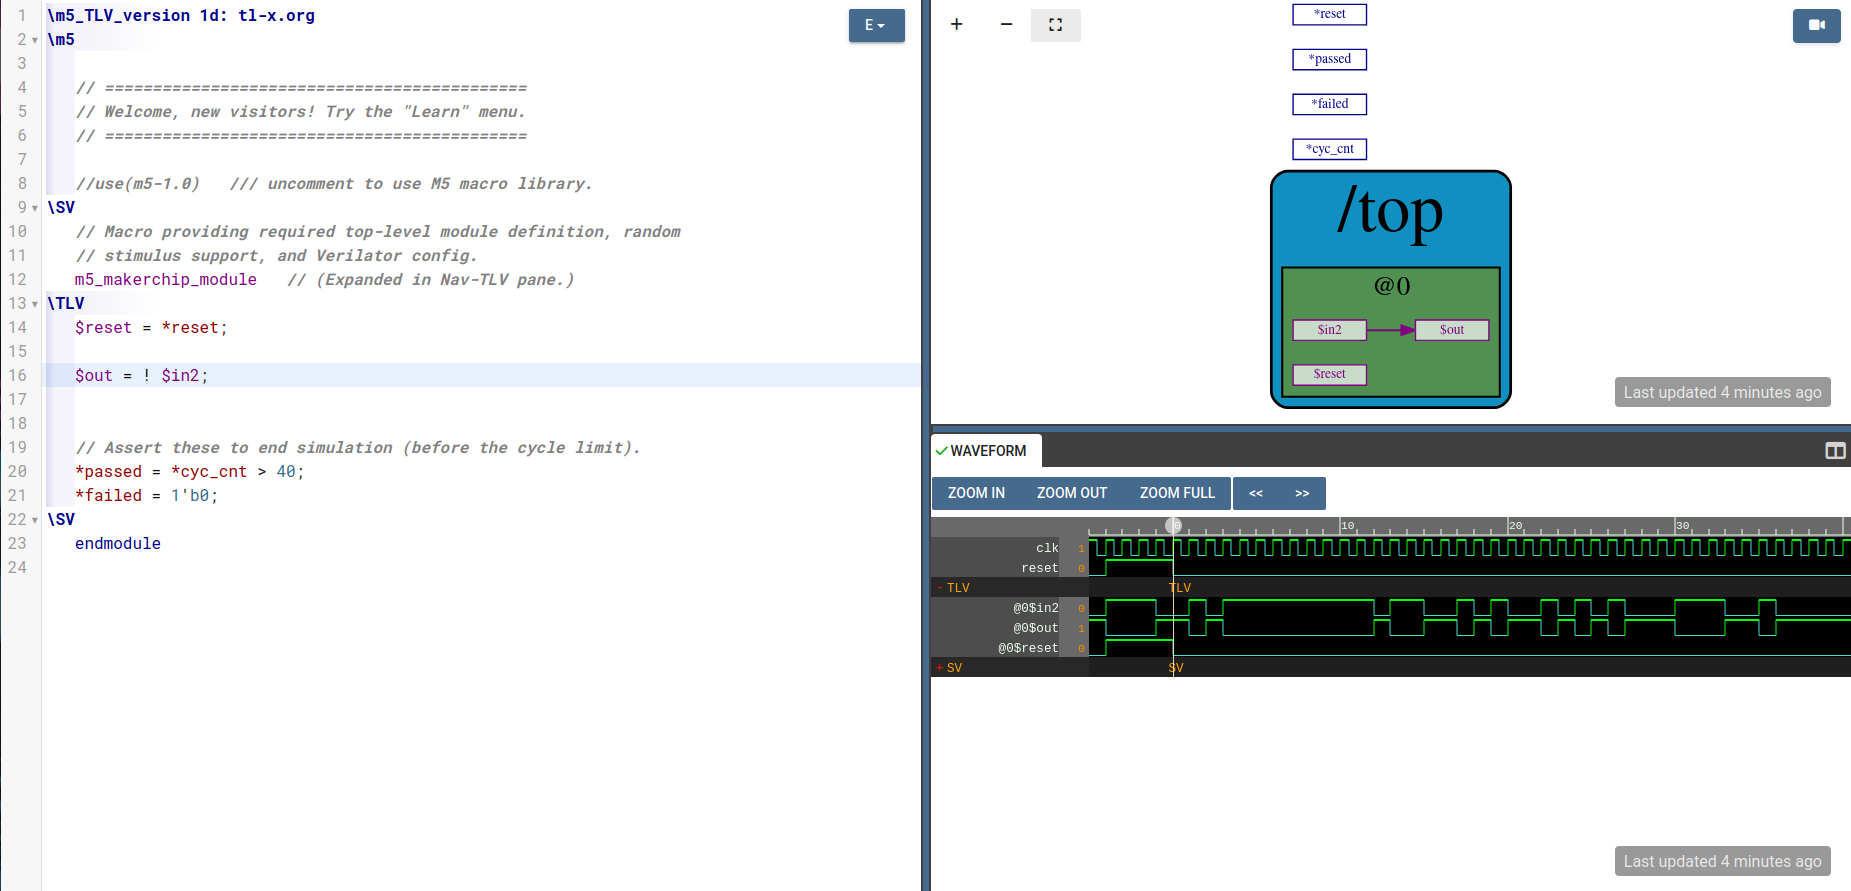 1 \m5_TLV_version 1d: tl-x.org
2 \m5
3
4 // ============================================
5 // Welcome, new visitors! Try the "Learn" menu.
6 // ============================================
7
8 //use(m5-1.0)   /// uncomment to use M5 macro library.
9 \SV
10 // Macro providing required top-level module definition, random
11 // stimulus support, and Verilator config.
12 m5_makerchip_module   // (Expanded in Nav-TLV pane.)
13 \TLV
14 $reset = *reset;
15
16 $out = ! $in2;
17
18
19 // Assert these to end simulation (before the cycle limit).
20 *passed = *cyc_cnt > 40;
21 *failed = 1'b0;
22 \SV
23 endmodule
24
E
*reset
*passed
*failed
*cyc_cnt
/top
@0
$in2 $out
$reset
Last updated 4 minutes ago
WAVEFORM
ZOOM IN ZOOM OUT ZOOM FULL << >>
0 10 20 30
clk 1
reset 0
- TLV TLV
@0$in2 0
@0$out 1
@0$reset 0
+ SV SV
Last updated 4 minutes ago